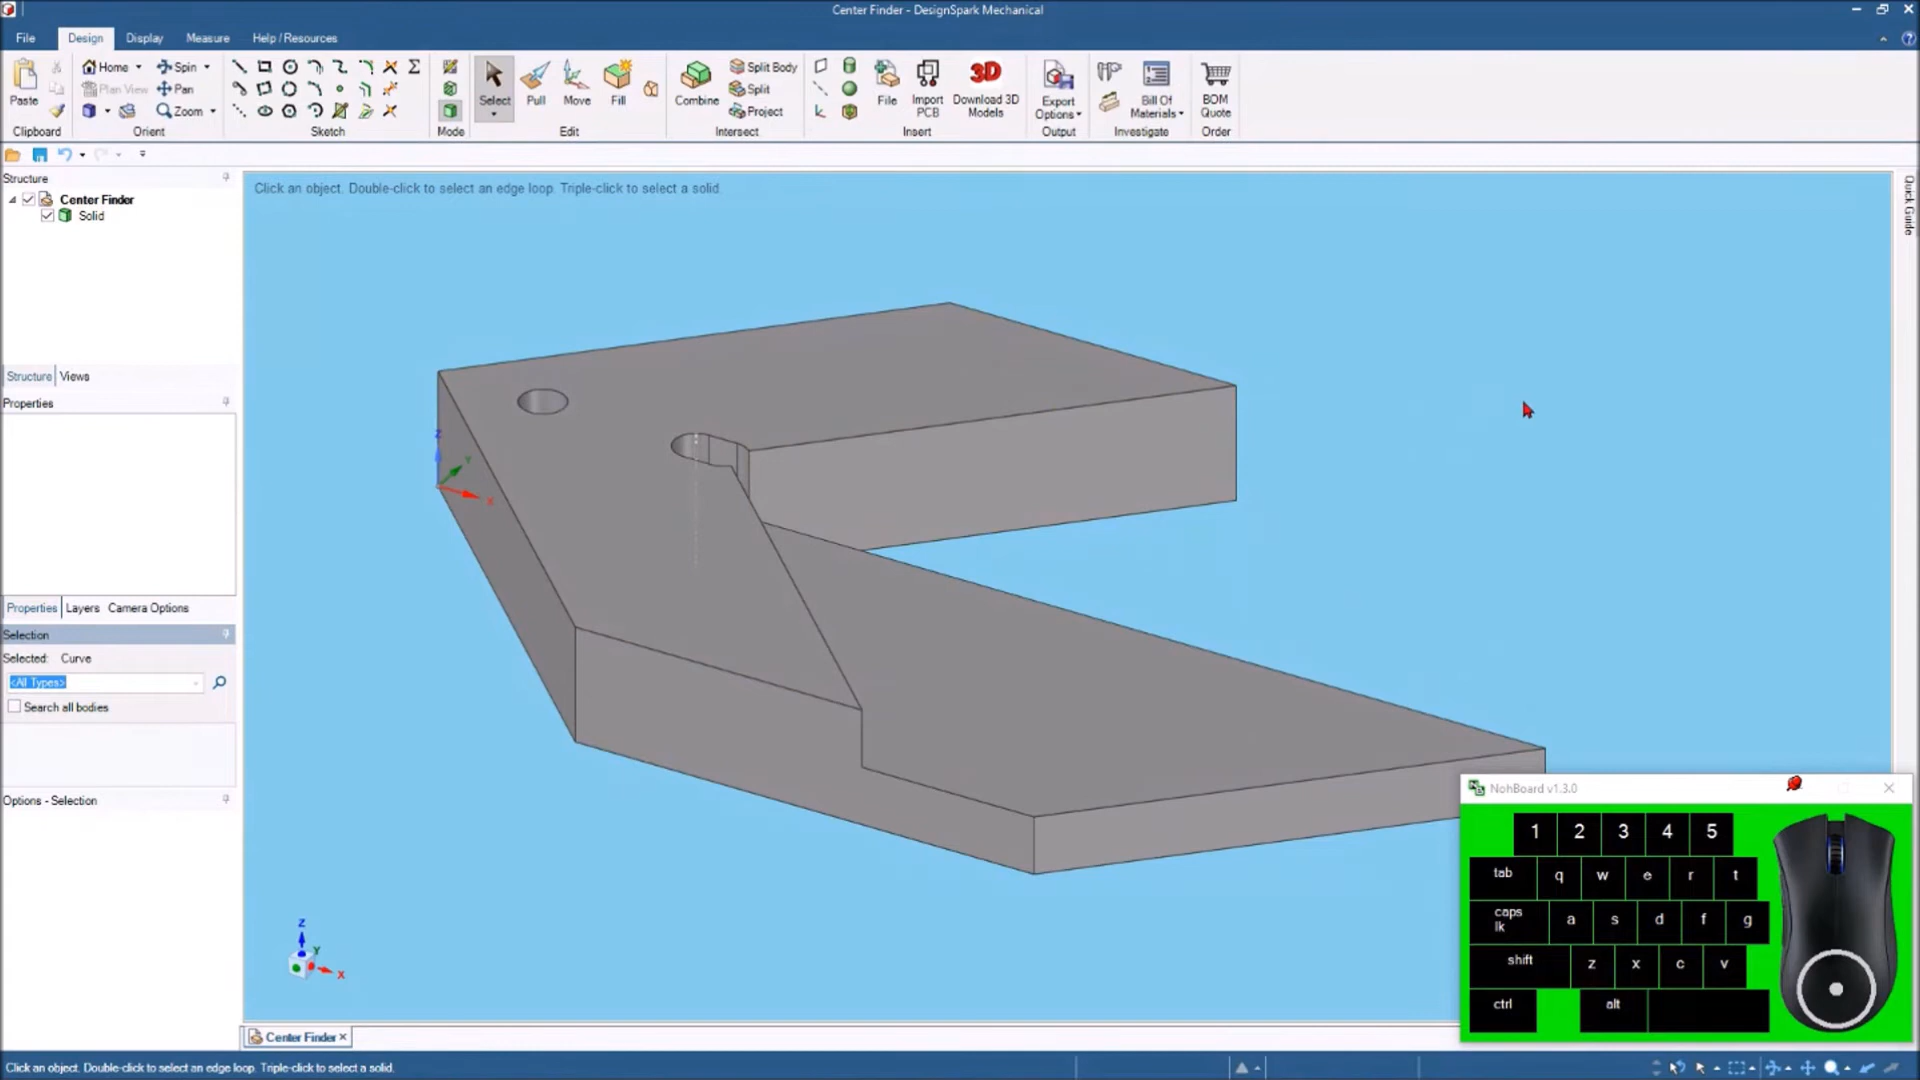 Center Finder - DesignSpark Mechanical
File Design Display Measure Help / Resources
Paste
Clipboard
Home Spin
Plan View Pan
Zoom
Orient
Sketch
Mode
Select Pull Move Fill
Edit
Combine
Split Body
Split
Project
Intersect
File Import PCB
3D
Download 3D Models
Insert
Export Options
Output
Bill Of Materials
Investigate
BOM Quote
Order
Structure
Center Finder
Solid
Structure Views
Properties
Properties Layers Camera Options
Selection
Selected: Curve
<All Types>
Search all bodies
Options - Selection
Click an object. Double-click to select an edge loop. Triple-click to select a solid.
Quick Guide
Z
Y
X
Z
Y
X
NohBoard v1.3.0
1 2 3 4 5
tab q w e r t
caps lk a s d f g
shift z x c v
ctrl alt
Center Finder
Click an object. Double-click to select an edge loop. Triple-click to select a solid.